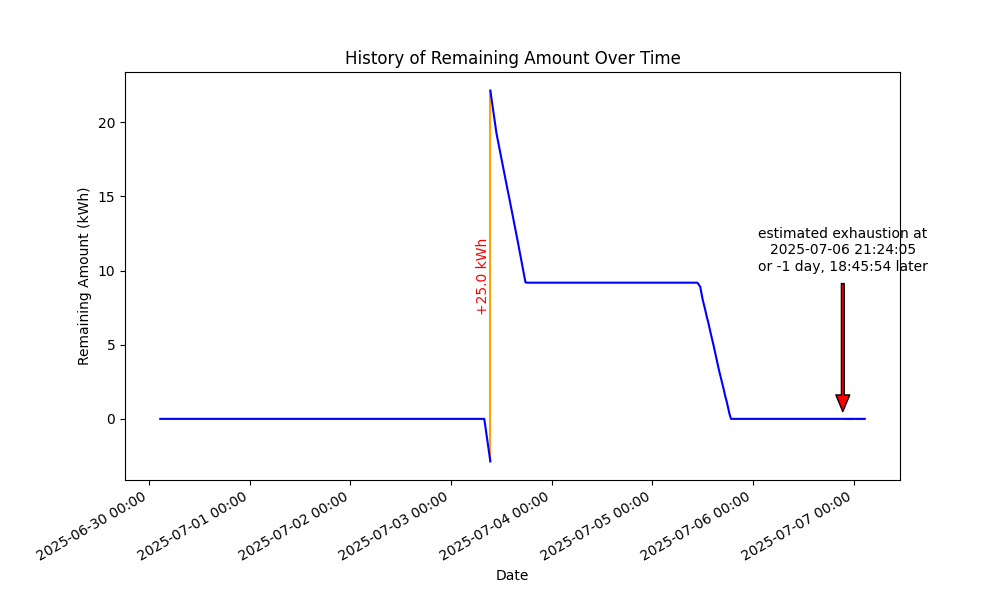 History of Remaining Amount Over Time
Remaining Amount (kWh)
20
15
10
5
0
+25.0 kWh
estimated exhaustion at
2025-07-06 21:24:05
or -1 day, 18:45:54 later
2025-06-30 00:00
2025-07-01 00:00
2025-07-02 00:00
2025-07-03 00:00
2025-07-04 00:00
2025-07-05 00:00
2025-07-06 00:00
2025-07-07 00:00
Date